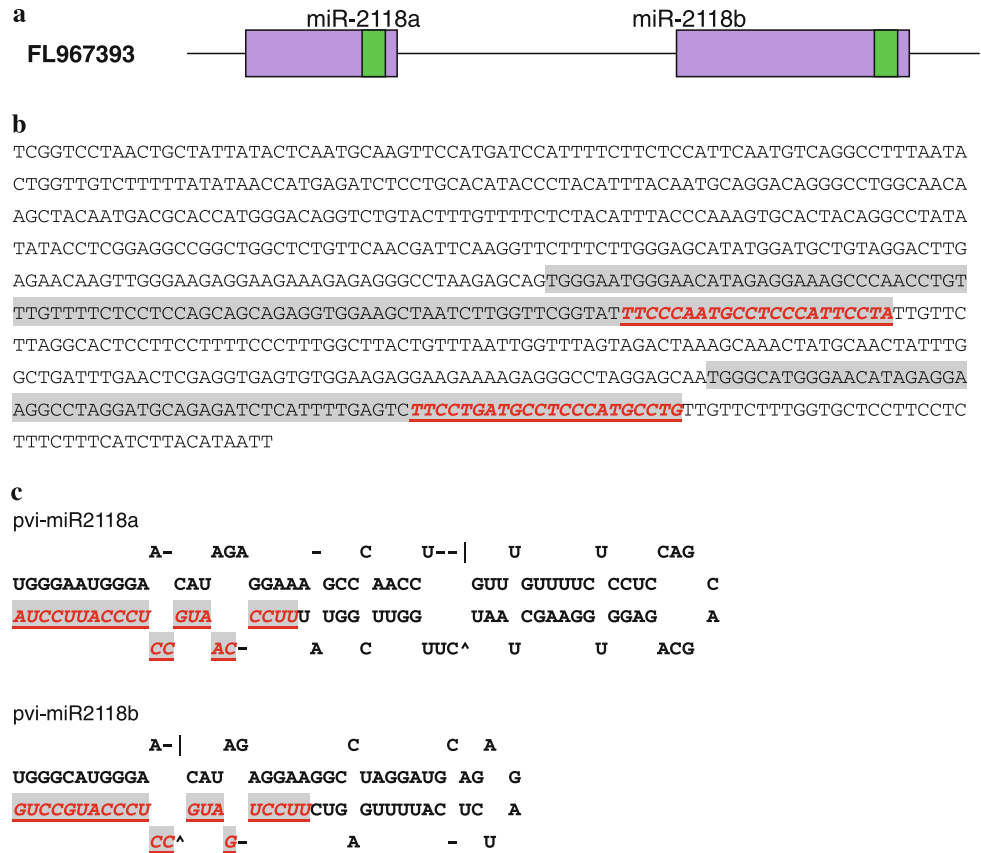 a
miR-2118a miR-2118b
FL967393
b
TCGGTCCTAACTGCTATTATACTCAATGCAAGTTCCATGATCCATTTTCTTCTCCATTCAATGTCAGGCCTTTAATA
CTGGTTGTCTTTTTATATAACCATGAGATCTCCTGCACATACCCTACATTTACAATGCAGGACAGGGCCTGGCAACA
AGCTACAATGACGCACCATGGGACAGGTCTGTACTTTGTTTTCTCTACATTTACCCAAAGTGCACTACAGGCCTATA
TATACCTCGGAGGCCGGCTGGCTCTGTTCAACGATTCAAGGTTCTTTCTTGGGAGCATATGGATGCTGTAGGACTTG
AGAACAAGTTGGGAAGAGGAAGAAAGAGAGGGCCTAAGAGCAGTGGGAATGGGAACATAGAGGAAAGCCCAACCTGT
TTGTTTTCTCCTCCAGCAGCAGAGGTGGAAGCTAATCTTGGTTCGGTATTTCCCAATGCCTCCCATTCCTATTGTTC
TTAGGCACTCCTTCCTTTTCCCTTTGGCTTACTGTTTAATTGGTTTAGTAGACTAAAGCAAACTATGCAACTATTTG
GCTGATTTGAACTCGAGGTGAGTGTGGAAGAGGAAGAAAAGAGGGCCTAGGAGCAATGGGCATGGGAACATAGAGGA
AGGCCTAGGATGCAGAGATCTCATTTTGAGTCTTCCTGATGCCTCCCATGCCTGTTGTTCTTTGGTGCTCCTTCCTC
TTTCTTTCATCTTACATAATT
c
pvi-miR2118a
A- AGA - C U--| U U CAG
UGGGAAUGGGA CAU GGAAA GCC AACC GUU GUUUUC CCUC C
AUCCUUACCCU GUA CCUUU UGG UUGG UAA CGAAGG GGAG A
CC AC- A C UUC^ U U ACG
pvi-miR2118b
A-| AG C C A
UGGGCAUGGGA CAU AGGAAGGC UAGGAUG AG G
GUCCGUACCCU GUA UCCUUCUG GUUUUAC UC A
CC^ G- A - U